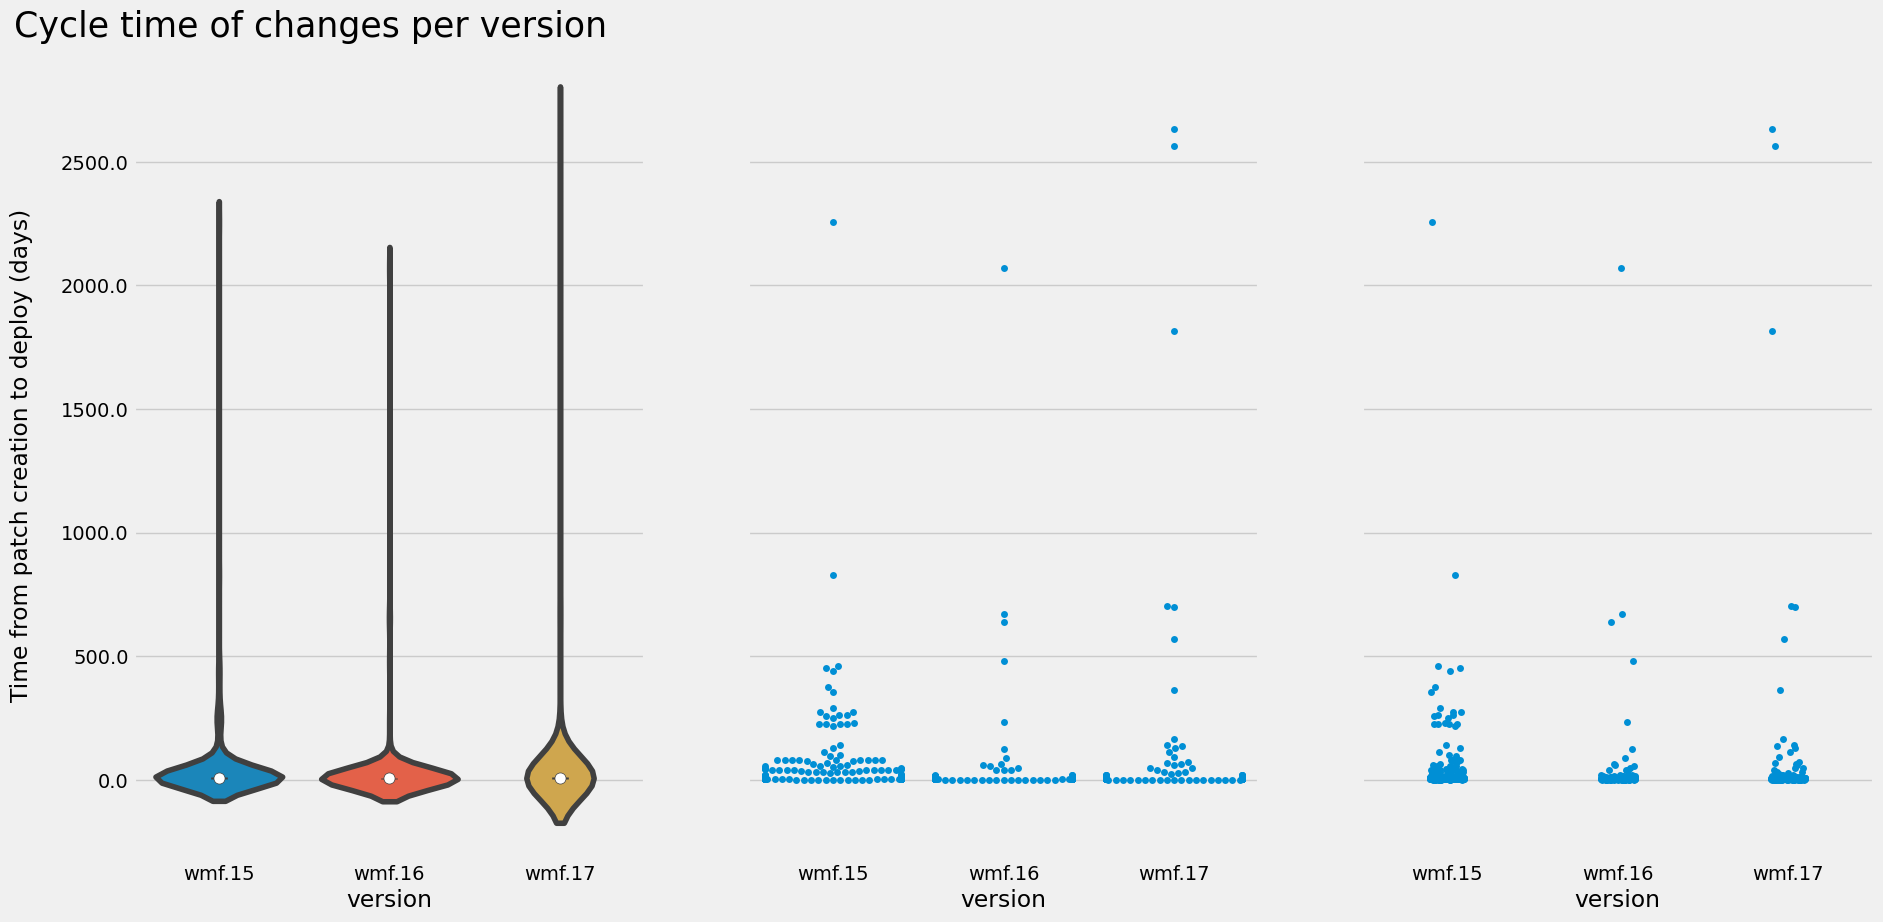 Cycle time of changes per version
Time from patch creation to deploy (days)
2500.0
2000.0
1500.0
1000.0
500.0
0.0
wmf.15 wmf.16 wmf.17
version
wmf.15 wmf.16 wmf.17
version
wmf.15 wmf.16 wmf.17
version